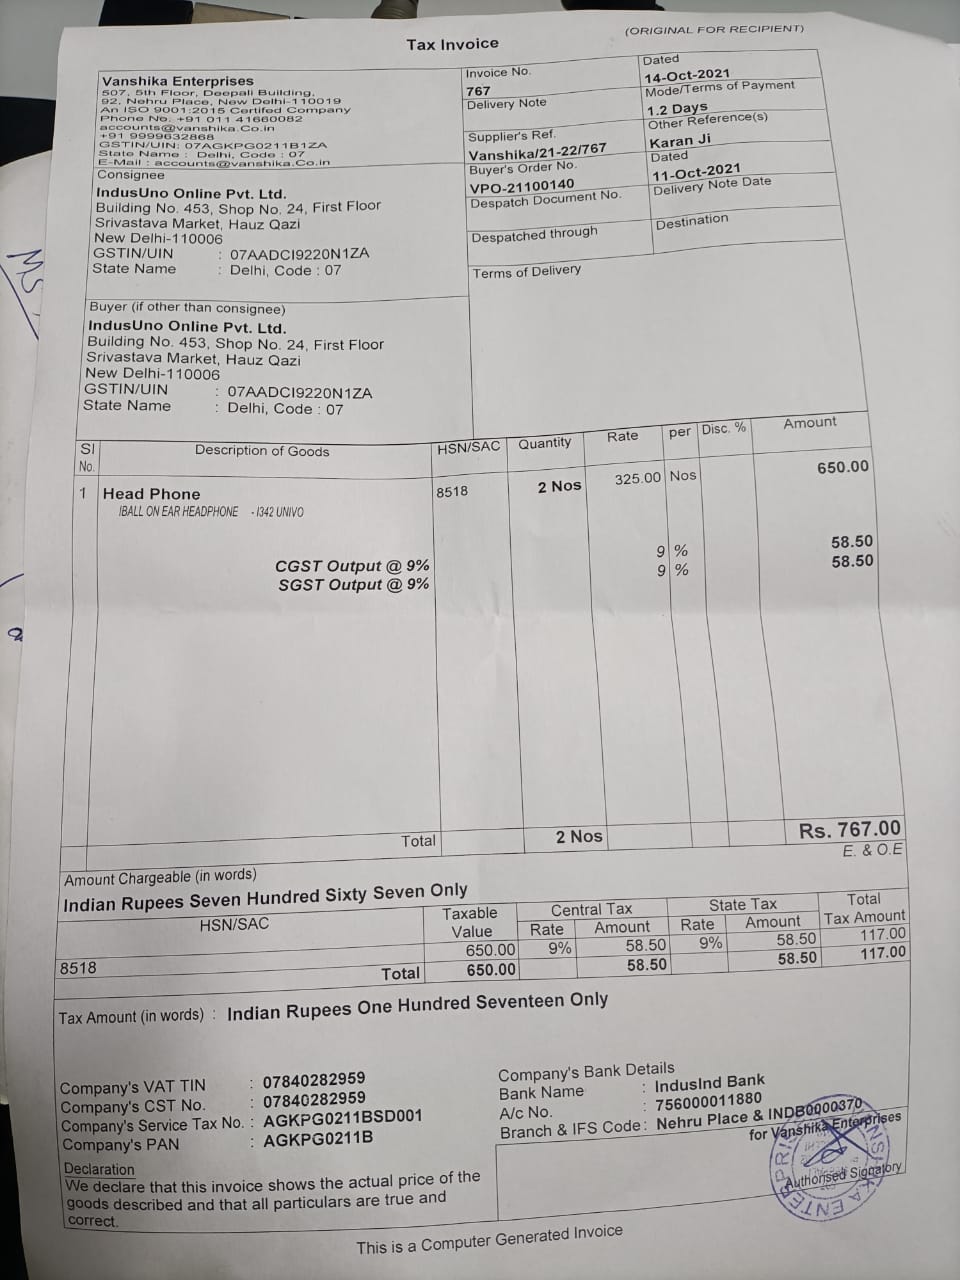 (ORIGINAL FOR RECIPIENT)
Tax Invoice
Vanshika Enterprises
507, 5th Floor, Deepali Building,
92, Nehru Place, New Delhi-110019
An ISO 9001:2015 Certifed Company
Phone No. +91 011 41660082
accounts@vanshika.Co.in
+91 9999632868
GSTIN/UIN: 07AGKPG0211B1ZA
State Name : Delhi, Code : 07
E-Mail : accounts@vanshika.Co.in
Invoice No.
767
Dated
14-Oct-2021
Delivery Note
Mode/Terms of Payment
1.2 Days
Supplier's Ref.
Vanshika/21-22/767
Other Reference(s)
Karan Ji
Buyer's Order No.
VPO-21100140
Dated
11-Oct-2021
Despatch Document No.
Delivery Note Date
Despatched through
Destination
Terms of Delivery
Consignee
IndusUno Online Pvt. Ltd.
Building No. 453, Shop No. 24, First Floor
Srivastava Market, Hauz Qazi
New Delhi-110006
GSTIN/UIN : 07AADCI9220N1ZA
State Name : Delhi, Code : 07
Buyer (if other than consignee)
IndusUno Online Pvt. Ltd.
Building No. 453, Shop No. 24, First Floor
Srivastava Market, Hauz Qazi
New Delhi-110006
GSTIN/UIN : 07AADCI9220N1ZA
State Name : Delhi, Code : 07
Sl No. Description of Goods HSN/SAC Quantity Rate per Disc. % Amount
1 Head Phone 8518 2 Nos 325.00 Nos 650.00
IBALL ON EAR HEADPHONE - I342 UNIVO
CGST Output @ 9% 9 % 58.50
SGST Output @ 9% 9 % 58.50
Total 2 Nos Rs. 767.00
E. & O.E
Amount Chargeable (in words)
Indian Rupees Seven Hundred Sixty Seven Only
HSN/SAC Taxable Value Central Tax State Tax Total Tax Amount
Rate Amount Rate Amount
8518 650.00 9% 58.50 9% 58.50 117.00
Total 650.00 58.50 58.50 117.00
Tax Amount (in words) : Indian Rupees One Hundred Seventeen Only
Company's VAT TIN : 07840282959
Company's CST No. : 07840282959
Company's Service Tax No. : AGKPG0211BSD001
Company's PAN : AGKPG0211B
Company's Bank Details
Bank Name : IndusInd Bank
A/c No. : 756000011880
Branch & IFS Code : Nehru Place & INDB0000370
for Vanshika Enterprises
Authorised Signatory
Declaration
We declare that this invoice shows the actual price of the
goods described and that all particulars are true and
correct.
This is a Computer Generated Invoice